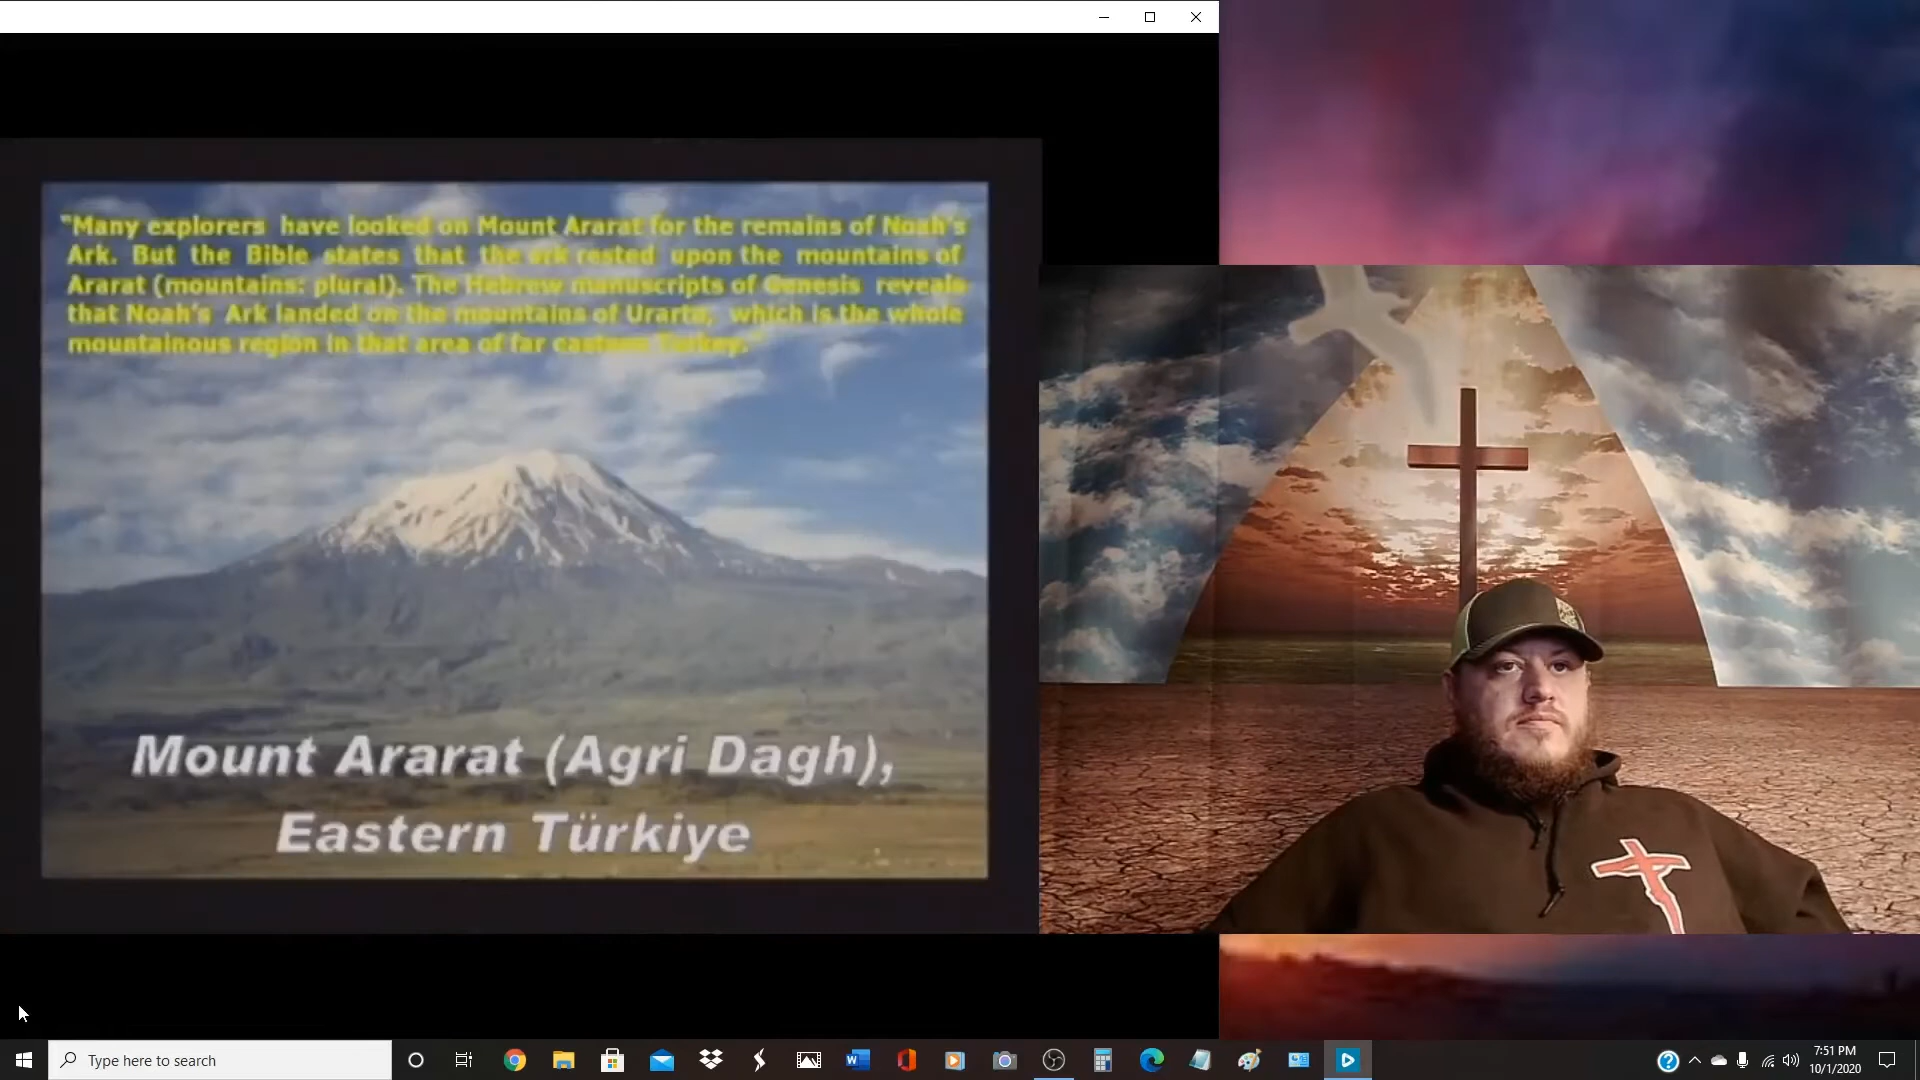 "Many explorers have looked on Mount Ararat for the remains of Noah's
Ark. But the Bible states that the ark rested upon the mountains of
Ararat (mountains: plural). The Hebrew manuscripts of Genesis reveals
that Noah's Ark landed on the mountains of Urartu, which is the whole
mountainous region in that area of far eastern Turkey."
Mount Ararat (Agri Dagh),
Eastern Türkiye
Type here to search
7:51 PM
10/1/2020